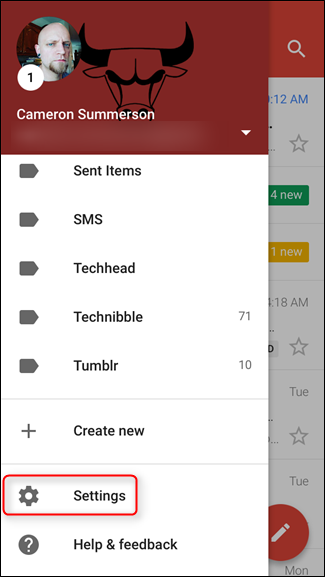 1
0:12 AM
Cameron Summerson
Sent Items
4 new
SMS
1 new
Techhead
4:18 AM
Technibble 71
D
Tumblr 10
Tue
Create new
Tue
Settings
Help & feedback
Mon